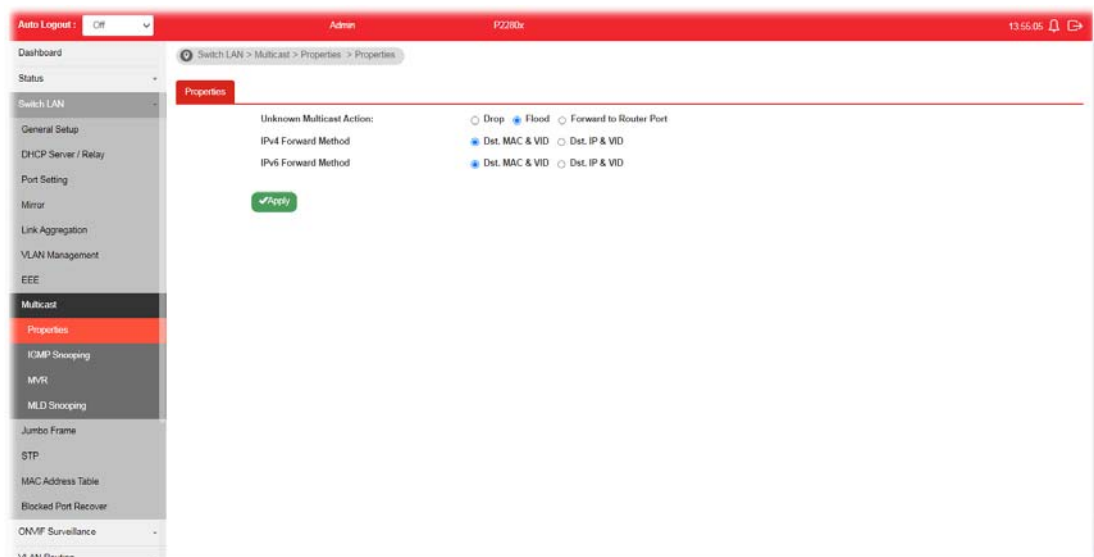 Auto Logout : Off Admin P2280x 13:55:05
Dashboard
Status
Switch LAN
General Setup
DHCP Server / Relay
Port Setting
Mirror
Link Aggregation
VLAN Management
EEE
Multicast
Properties
IGMP Snooping
MVR
MLD Snooping
Jumbo Frame
STP
MAC Address Table
Blocked Port Recover
ONVIF Surveillance
VLAN Routing
Switch LAN > Multicast > Properties > Properties
Properties
Unknown Multicast Action: Drop Flood Forward to Router Port
IPv4 Forward Method Dst. MAC & VID Dst. IP & VID
IPv6 Forward Method Dst. MAC & VID Dst. IP & VID
Apply